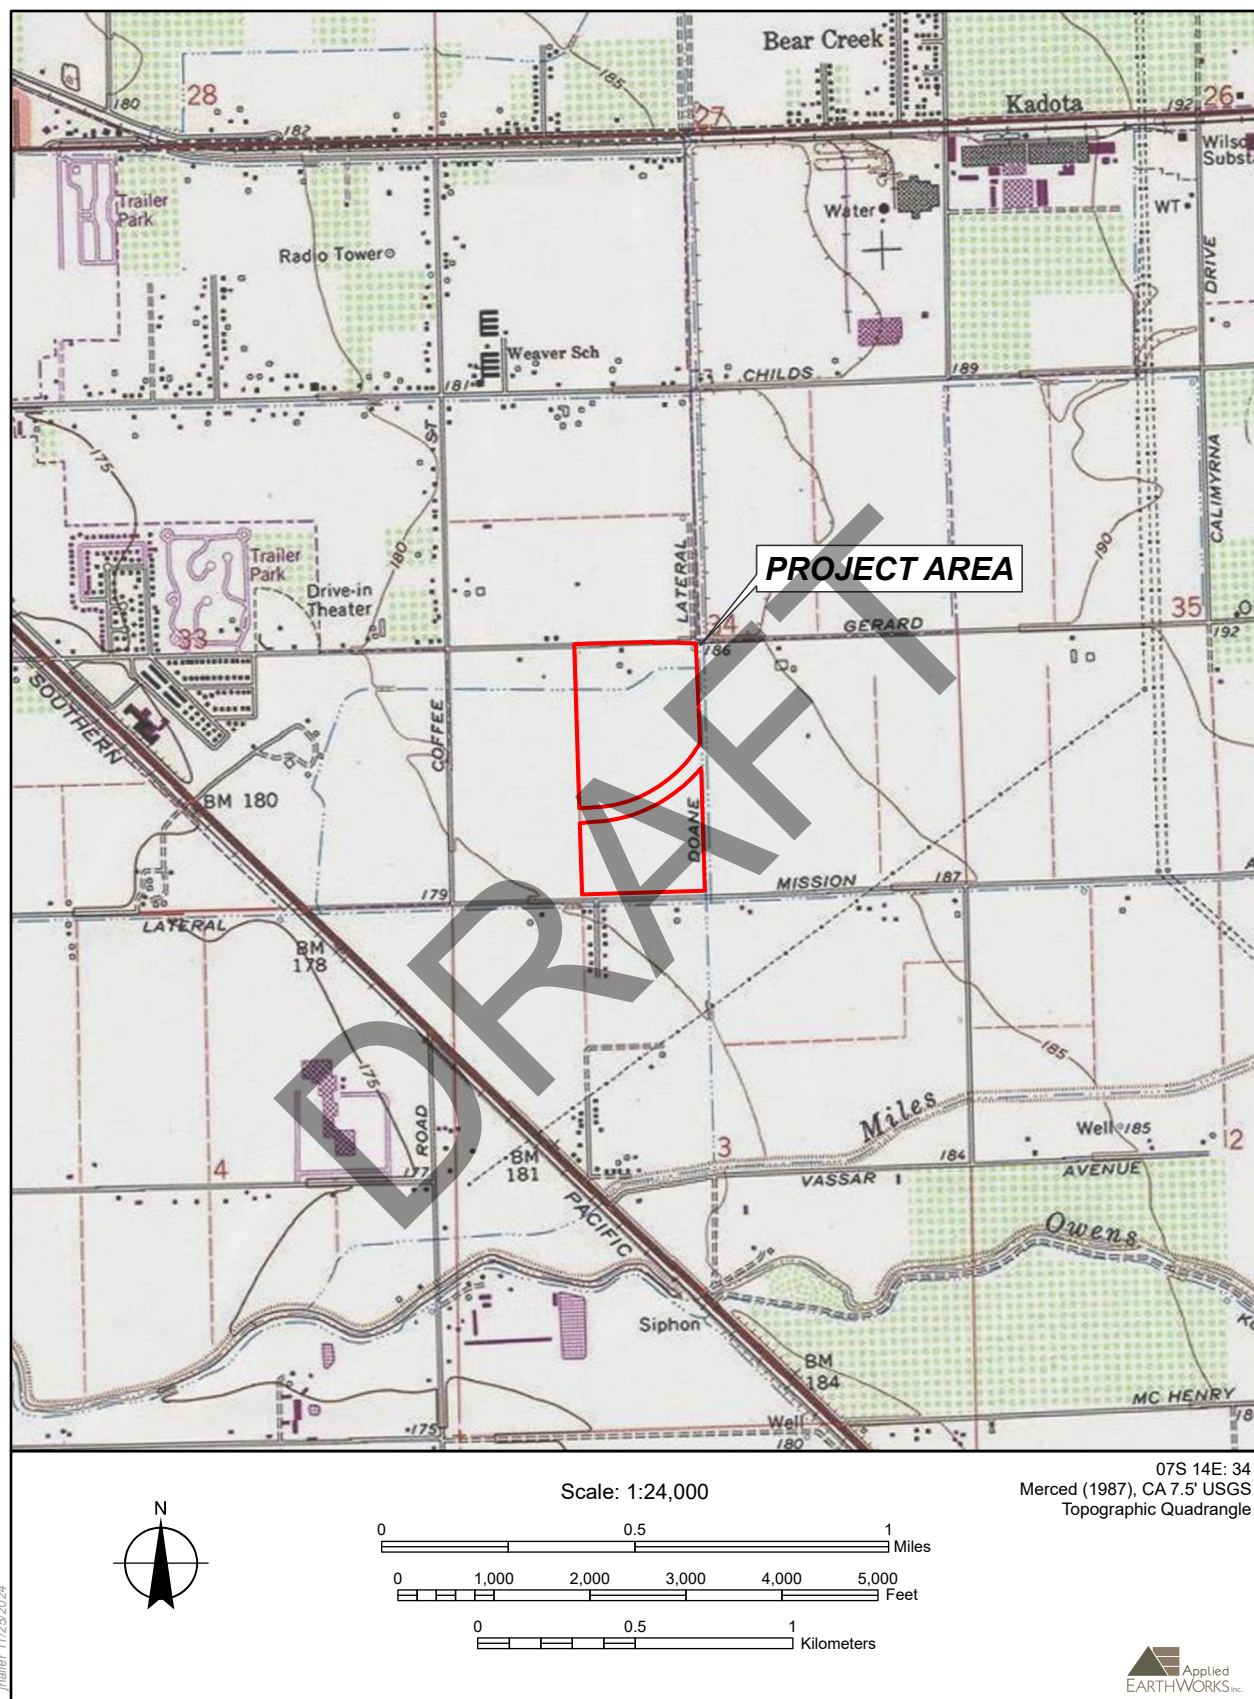 Bear Creek
185
Kadota
28
180
182
27
192
26
Trailer
Park
Water
WT
Radio Tower
DRIVE
Weaver Sch
181
CHILDS
189
ST
175
180
LATERAL
CALIMYRNA
190
Trailer
Park
Drive-in
Theater
PROJECT AREA
33
34
GERARD
35
192
186
SOUTHERN
COFFEE
BM 180
DOANE
179
MISSION
187
LATERAL
BM
178
DRAFT
175
185
Miles
ROAD
Well 185
4
177
BM
181
3
184
2
VASSAR
AVENUE
PACIFIC
Owens
Siphon
BM
184
MC HENRY
175
Well
180
Scale: 1:24,000
07S 14E: 34
Merced (1987), CA 7.5' USGS
Topographic Quadrangle
N
0 0.5 1
Miles
0 1,000 2,000 3,000 4,000 5,000
Feet
0 0.5 1
Kilometers
Applied
EARTHWORKS Inc.